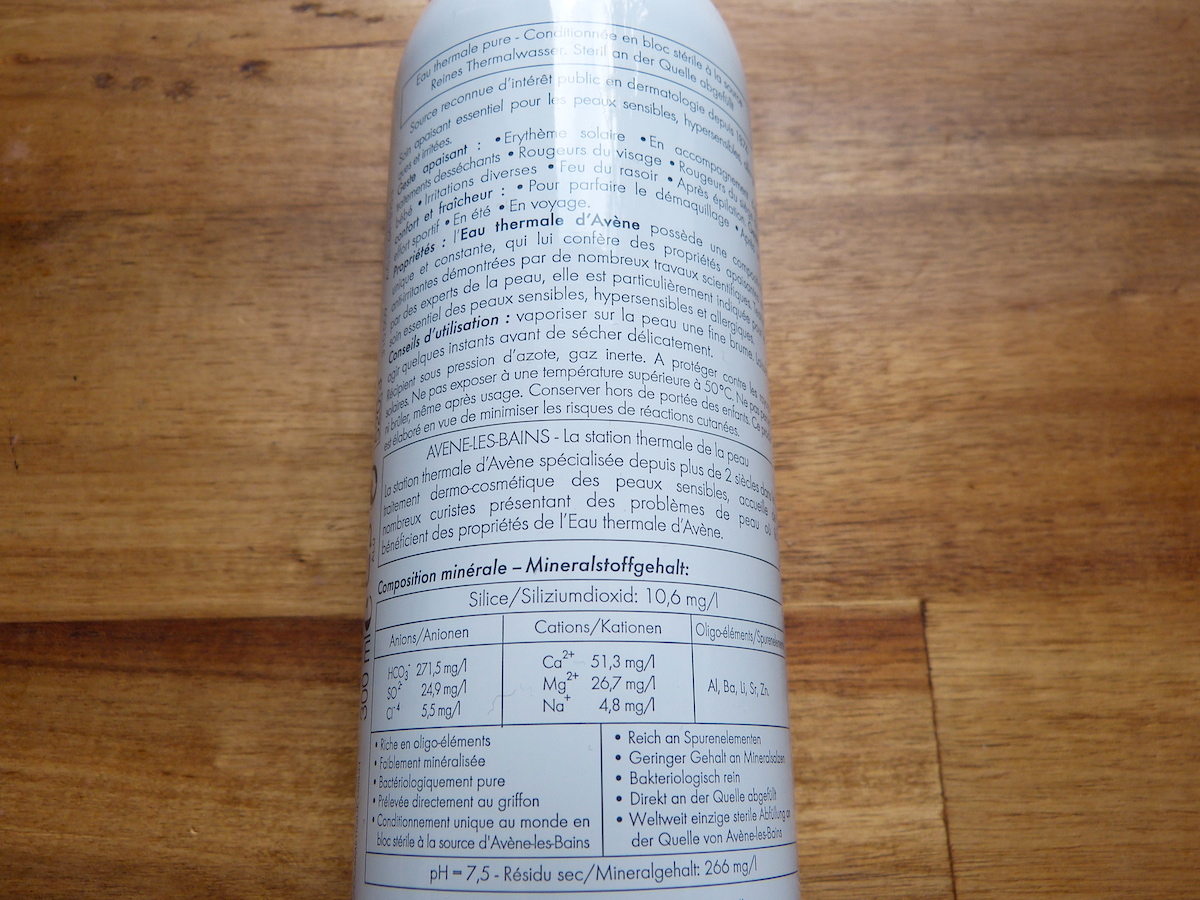 Eau thermale pure - Conditionnée en bloc stérile à la source
Reines Thermalwasser. Steril an der Quelle abgefüllt
Source reconnue d'intérêt public en dermatologie depuis
Soin apaisant essentiel pour les peaux sensibles, hypersensibles,
et irritées.
Geste apaisant : • Erythème solaire • En accompagnement
traitements desséchants • Rougeurs du visage • Rougeurs du
bébé • Irritations diverses • Feu du rasoir • Après épilation
confort et fraîcheur : • Pour parfaire le démaquillage •
sportif • En été • En voyage.
Propriétés : l'Eau thermale d'Avène possède une
unique et constante, qui lui confère des propriétés
anti-irritantes démontrées par de nombreux travaux scientifiques.
par des experts de la peau, elle est particulièrement indiquée
soin essentiel des peaux sensibles, hypersensibles et allergiques.
Conseils d'utilisation : vaporiser sur la peau une fine brume.
agir quelques instants avant de sécher délicatement.
Récipient sous pression d'azote, gaz inerte. A protéger contre les
solaires. Ne pas exposer à une température supérieure à 50°C. Ne pas
ni brûler, même après usage. Conserver hors de portée des enfants. Ce
est élaboré en vue de minimiser les risques de réactions cutanées.
AVENE-LES-BAINS - La station thermale de la peau
La station thermale d'Avène spécialisée depuis plus de 2 siècles dans
traitement dermo-cosmétique des peaux sensibles, accueille
nombreux curistes présentant des problèmes de peau
bénéficient des propriétés de l'Eau thermale d'Avène.
Composition minérale – Mineralstoffgehalt:
Silice/Siliziumdioxid: 10,6 mg/l
Anions/Anionen Cations/Kationen Oligo-éléments/Spurenelemente
HCO3- 271,5 mg/l Ca2+ 51,3 mg/l
SO2- 24,9 mg/l Mg2+ 26,7 mg/l Al, Ba, Li, Sr, Zn.
Cl-4 5,5 mg/l Na+ 4,8 mg/l
• Riche en oligo-éléments
• Faiblement minéralisée
• Bactériologiquement pure
• Prélevée directement au griffon
• Conditionnement unique au monde en
bloc stérile à la source d'Avène-les-Bains
• Reich an Spurenelementen
• Geringer Gehalt an Mineralsalzen
• Bakteriologisch rein
• Direkt an der Quelle abgefüllt
• Weltweit einzige sterile Abfüllung an
der Quelle von Avène-les-Bains
pH = 7,5 - Résidu sec/Mineralgehalt: 266 mg/l
300 ml